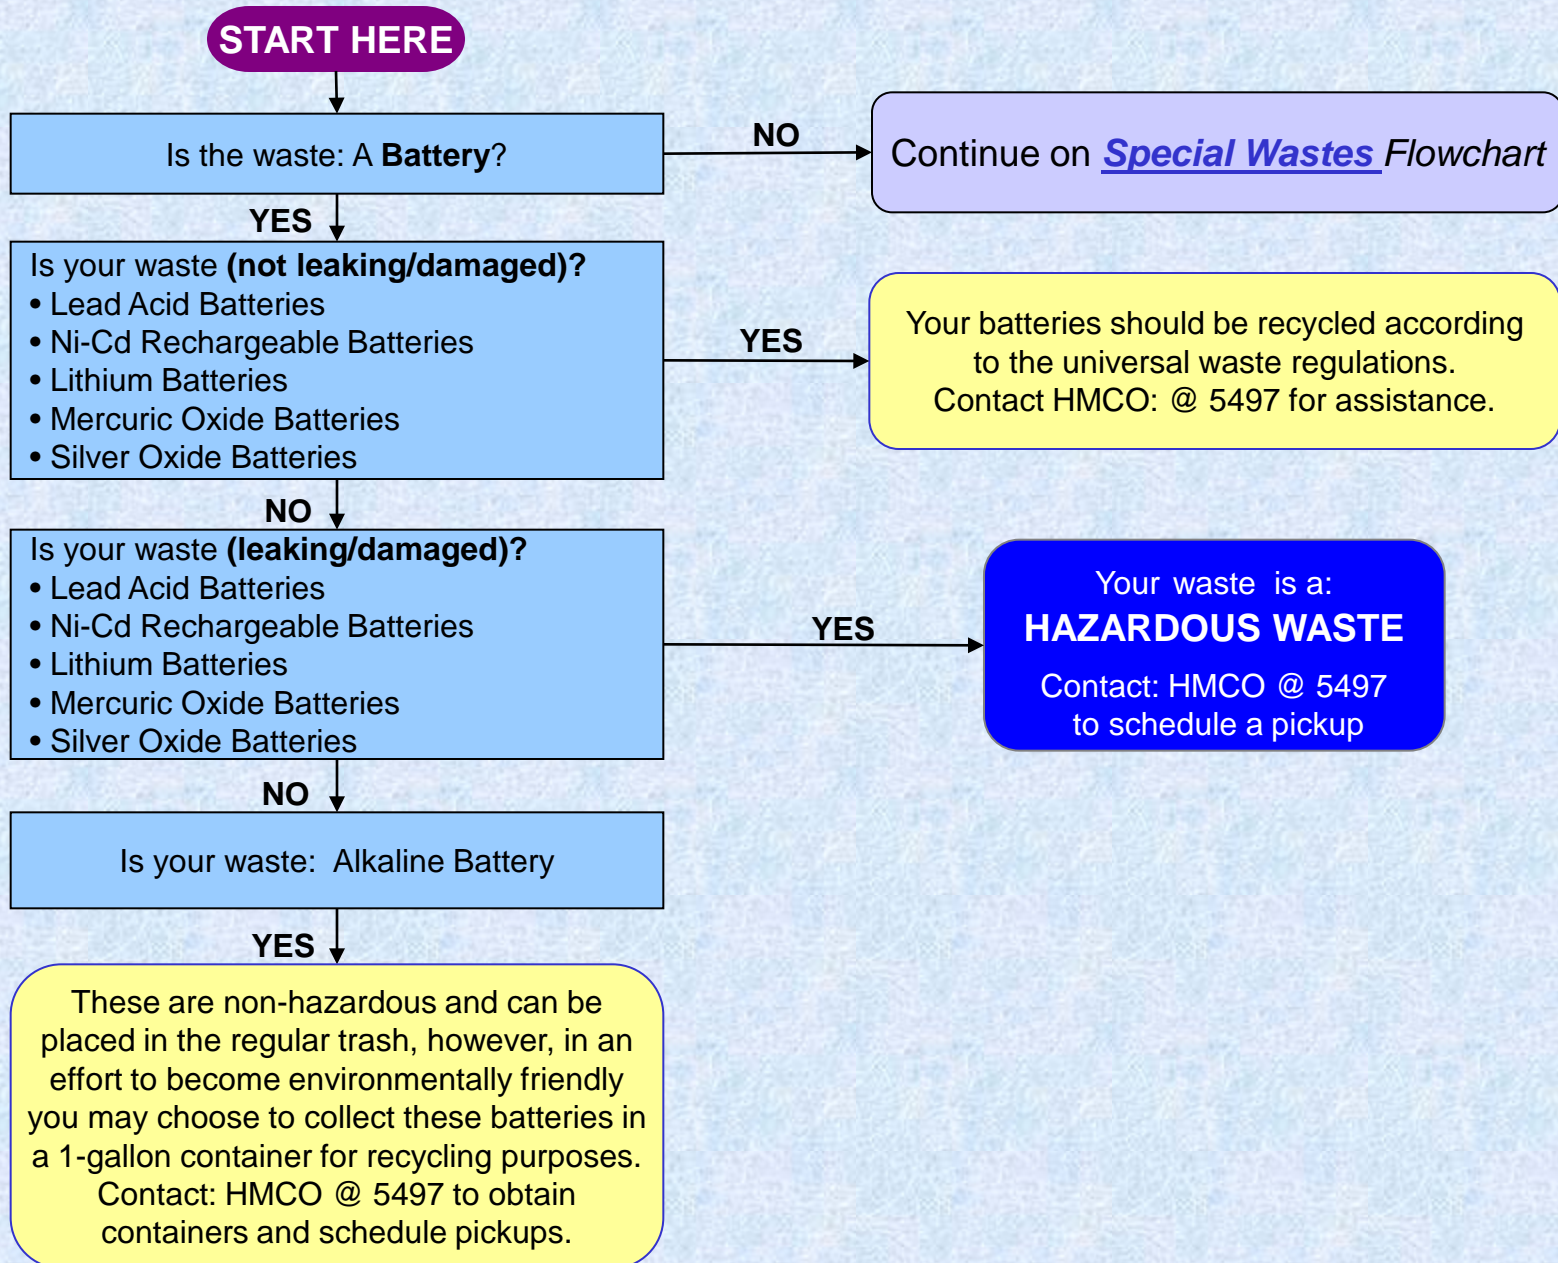 START HERE
Is the waste: A Battery?
NO
Continue on Special Wastes Flowchart
YES
Is your waste (not leaking/damaged)?
• Lead Acid Batteries
• Ni-Cd Rechargeable Batteries
• Lithium Batteries
• Mercuric Oxide Batteries
• Silver Oxide Batteries
YES
Your batteries should be recycled according
to the universal waste regulations.
Contact HMCO: @ 5497 for assistance.
NO
Is your waste (leaking/damaged)?
• Lead Acid Batteries
• Ni-Cd Rechargeable Batteries
• Lithium Batteries
• Mercuric Oxide Batteries
• Silver Oxide Batteries
YES
Your waste is a:
HAZARDOUS WASTE
Contact: HMCO @ 5497
to schedule a pickup
NO
Is your waste: Alkaline Battery
YES
These are non-hazardous and can be
placed in the regular trash, however, in an
effort to become environmentally friendly
you may choose to collect these batteries in
a 1-gallon container for recycling purposes.
Contact: HMCO @ 5497 to obtain
containers and schedule pickups.